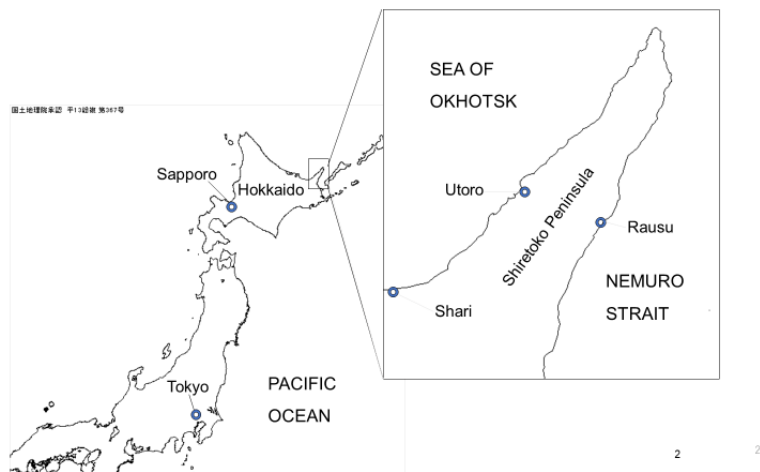 国土地理院承認 平13総複 第367号
Sapporo
Hokkaido
Tokyo
PACIFIC
OCEAN
SEA OF
OKHOTSK
Utoro
Shiretoko Peninsula
Rausu
Shari
NEMURO
STRAIT
2
2